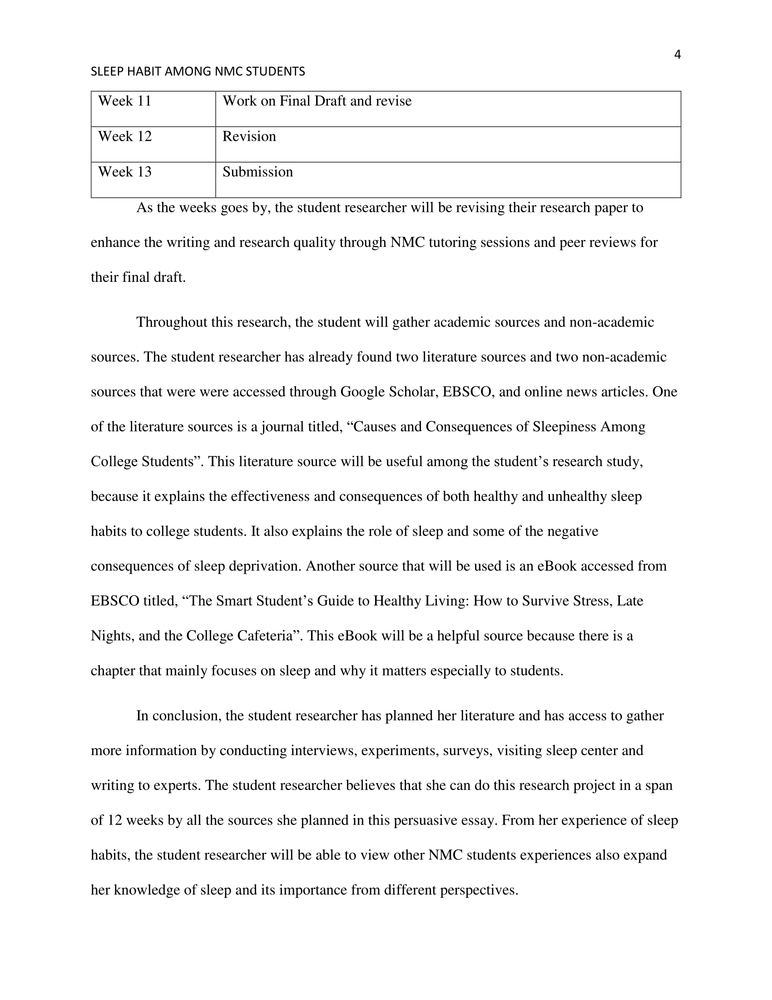 4
SLEEP HABIT AMONG NMC STUDENTS
Week 11 Work on Final Draft and revise
Week 12 Revision
Week 13 Submission
As the weeks goes by, the student researcher will be revising their research paper to
enhance the writing and research quality through NMC tutoring sessions and peer reviews for
their final draft.
Throughout this research, the student will gather academic sources and non-academic
sources. The student researcher has already found two literature sources and two non-academic
sources that were were accessed through Google Scholar, EBSCO, and online news articles. One
of the literature sources is a journal titled, “Causes and Consequences of Sleepiness Among
College Students”. This literature source will be useful among the student’s research study,
because it explains the effectiveness and consequences of both healthy and unhealthy sleep
habits to college students. It also explains the role of sleep and some of the negative
consequences of sleep deprivation. Another source that will be used is an eBook accessed from
EBSCO titled, “The Smart Student’s Guide to Healthy Living: How to Survive Stress, Late
Nights, and the College Cafeteria”. This eBook will be a helpful source because there is a
chapter that mainly focuses on sleep and why it matters especially to students.
In conclusion, the student researcher has planned her literature and has access to gather
more information by conducting interviews, experiments, surveys, visiting sleep center and
writing to experts. The student researcher believes that she can do this research project in a span
of 12 weeks by all the sources she planned in this persuasive essay. From her experience of sleep
habits, the student researcher will be able to view other NMC students experiences also expand
her knowledge of sleep and its importance from different perspectives.